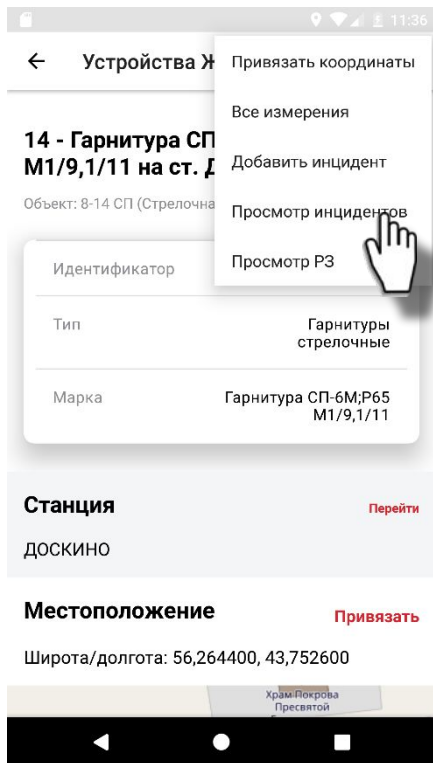 11:36
Устройства Ж
Привязать координаты
Все измерения
Добавить инцидент
Просмотр инцидентов
Просмотр РЗ
14 - Гарнитура СП
М1/9,1/11 на ст. Д
Объект: 8-14 СП (Стрелочна
Идентификатор
Тип
Гарнитуры
стрелочные
Марка
Гарнитура СП-6М;Р65
М1/9,1/11
Станция
Перейти
ДОСКИНО
Местоположение
Привязать
Широта/долгота: 56,264400, 43,752600
Храм Покрова
Пресвятой